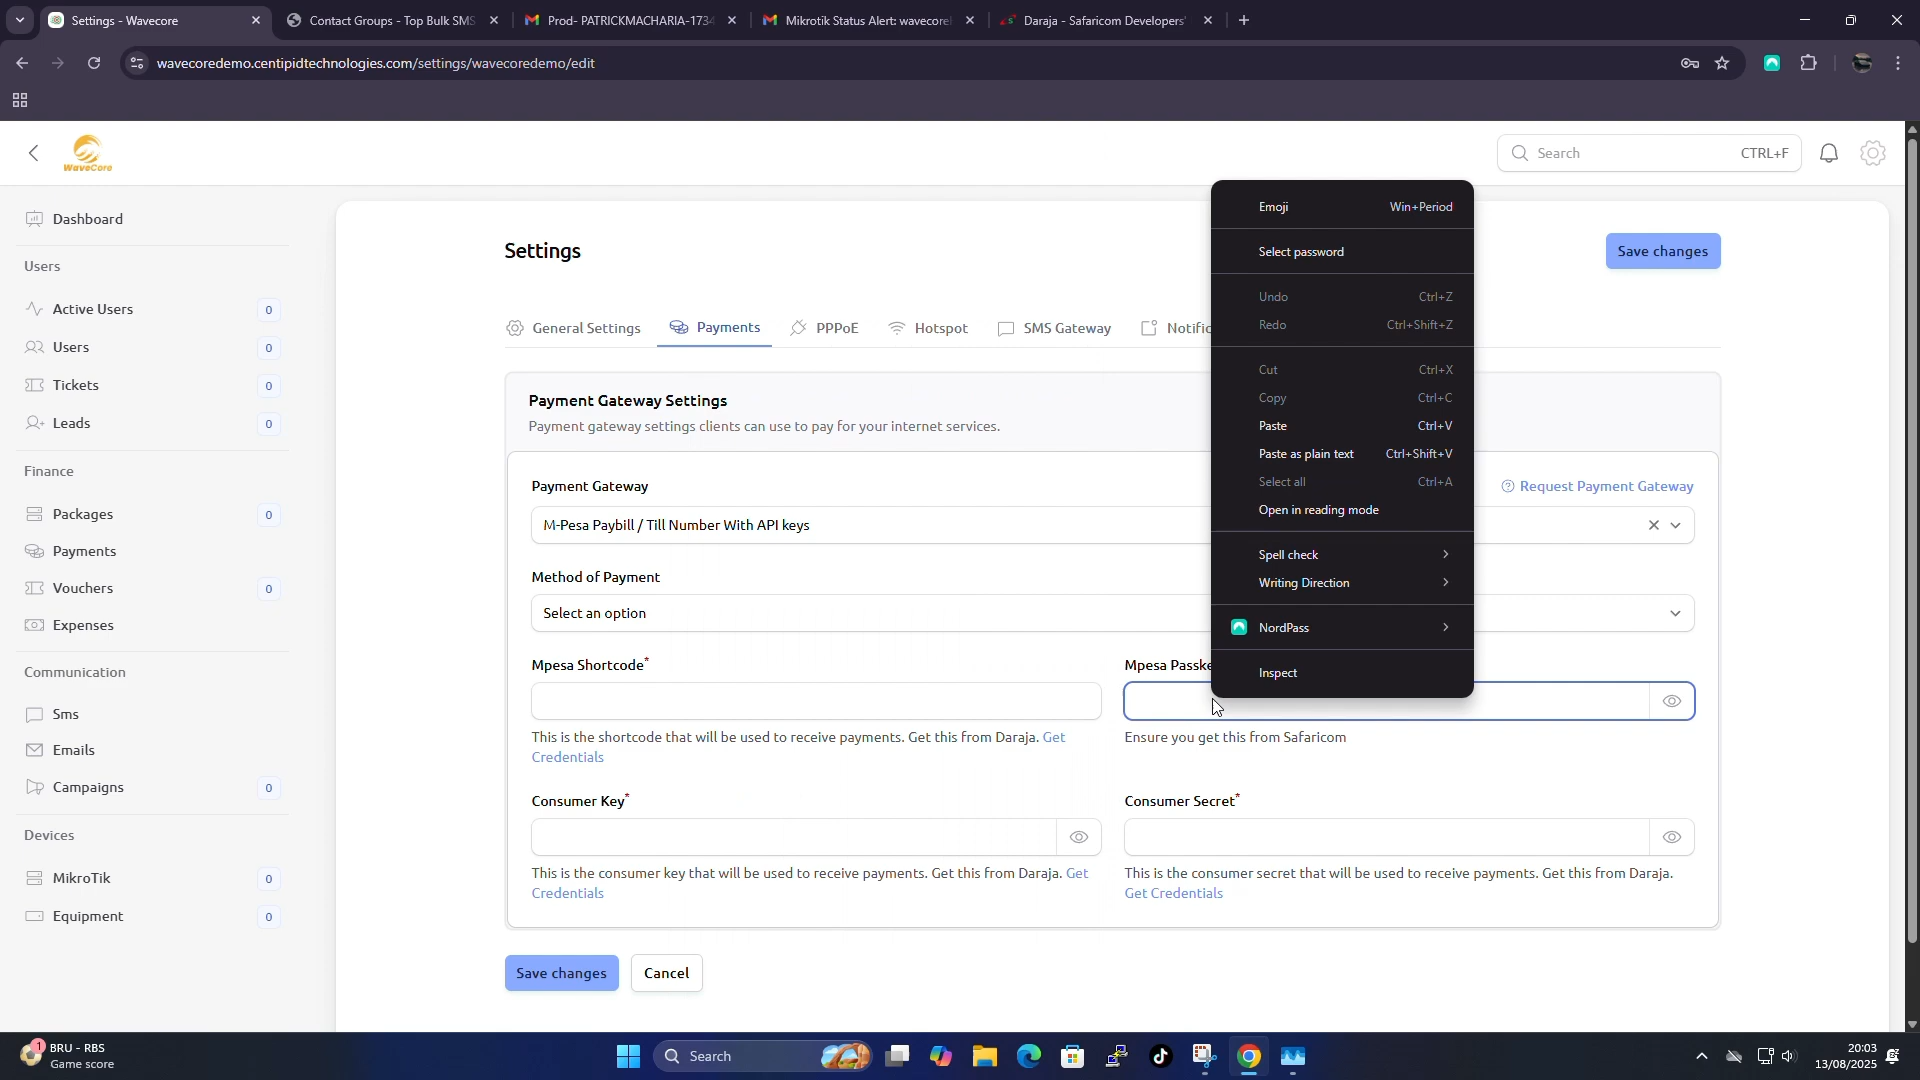 Settings - Wavecore
Contact Groups - Top Bulk SMS
Prod- PATRICKMACHARIA-1734
Mikrotik Status Alert: wavecore
Daraja - Safaricom Developers'
wavecoredemo.centipidtechnologies.com/settings/wavecoredemo/edit
WaveCore
Search CTRL+F
Dashboard
Users
Active Users 0
Users 0
Tickets 0
Leads 0
Finance
Packages 0
Payments
Vouchers 0
Expenses
Communication
Sms
Emails
Campaigns 0
Devices
MikroTik 0
Equipment 0
Settings
Save changes
General Settings
Payments
PPPoE
Hotspot
SMS Gateway
Notific
Payment Gateway Settings
Payment gateway settings clients can use to pay for your internet services.
Payment Gateway
Request Payment Gateway
M-Pesa Paybill / Till Number With API keys
Method of Payment
Select an option
Mpesa Shortcode*
This is the shortcode that will be used to receive payments. Get this from Daraja. Get
Credentials
Mpesa Passke
Ensure you get this from Safaricom
Consumer Key*
This is the consumer key that will be used to receive payments. Get this from Daraja. Get
Credentials
Consumer Secret*
This is the consumer secret that will be used to receive payments. Get this from Daraja.
Get Credentials
Save changes
Cancel
Emoji Win+Period
Select password
Undo Ctrl+Z
Redo Ctrl+Shift+Z
Cut Ctrl+X
Copy Ctrl+C
Paste Ctrl+V
Paste as plain text Ctrl+Shift+V
Select all Ctrl+A
Open in reading mode
Spell check
Writing Direction
NordPass
Inspect
1
BRU - RBS
Game score
Search
20:03
13/08/2025